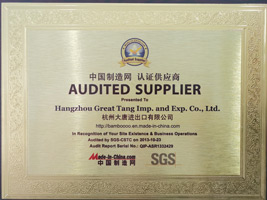 中国制造网 认证供应商
AUDITED SUPPLIER
Presented To
Hangzhou Great Tang Imp. and Exp. Co., Ltd.
杭州大唐进出口有限公司
http://bamboooo.en.made-in-china.com
In Recognition of Your Site Existence & Business Operations
Audited by SGS-CSTC on 2013-10-23
Audit Report Serial No.: QIP-ASR1332420
Made-in-China.com
中国制造网
SGS